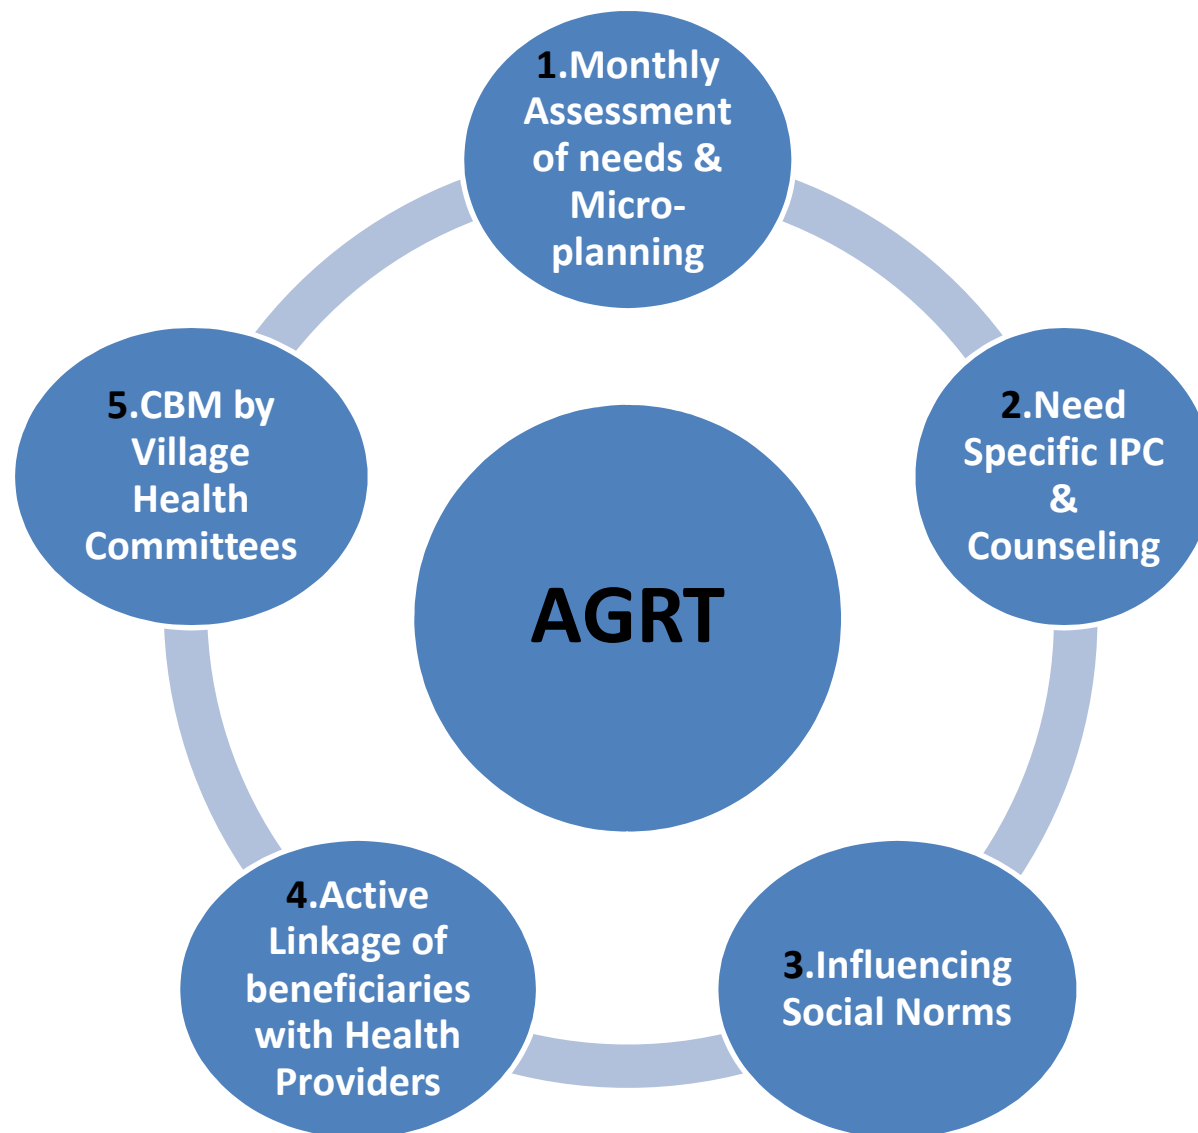 1.Monthly
Assessment
of needs &
Micro-
planning
2.Need
Specific IPC
&
Counseling
3.Influencing
Social Norms
4.Active
Linkage of
beneficiaries
with Health
Providers
5.CBM by
Village
Health
Committees
AGRT